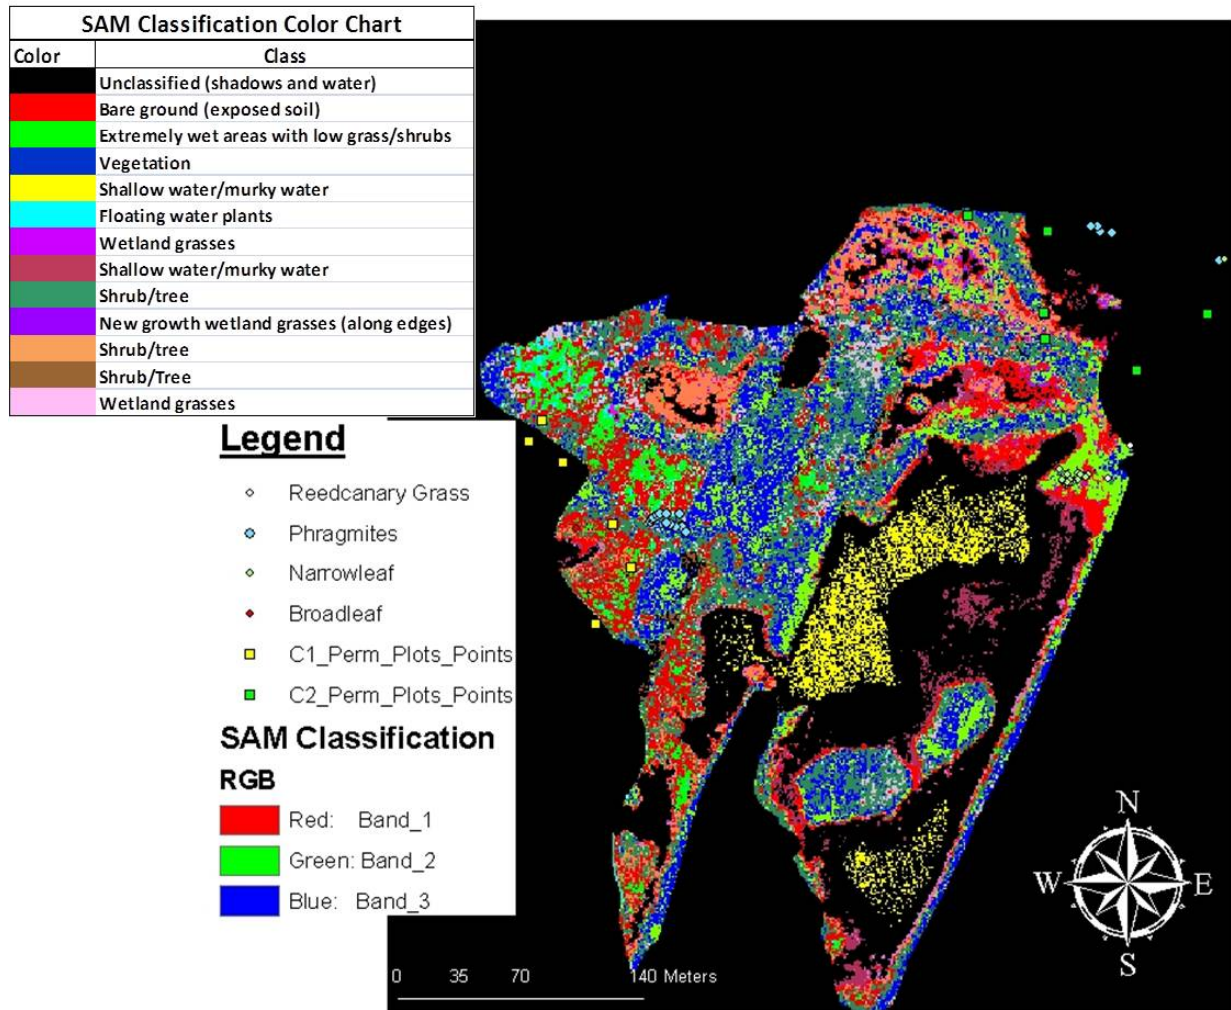 SAM Classification Color Chart
Color Class
Unclassified (shadows and water)
Bare ground (exposed soil)
Extremely wet areas with low grass/shrubs
Vegetation
Shallow water/murky water
Floating water plants
Wetland grasses
Shallow water/murky water
Shrub/tree
New growth wetland grasses (along edges)
Shrub/tree
Shrub/Tree
Wetland grasses
Legend
Reedcanary Grass
Phragmites
Narrowleaf
Broadleaf
C1_Perm_Plots_Points
C2_Perm_Plots_Points
SAM Classification
RGB
Red: Band_1
Green: Band_2
Blue: Band_3
N
W E
S
0 35 70 140 Meters